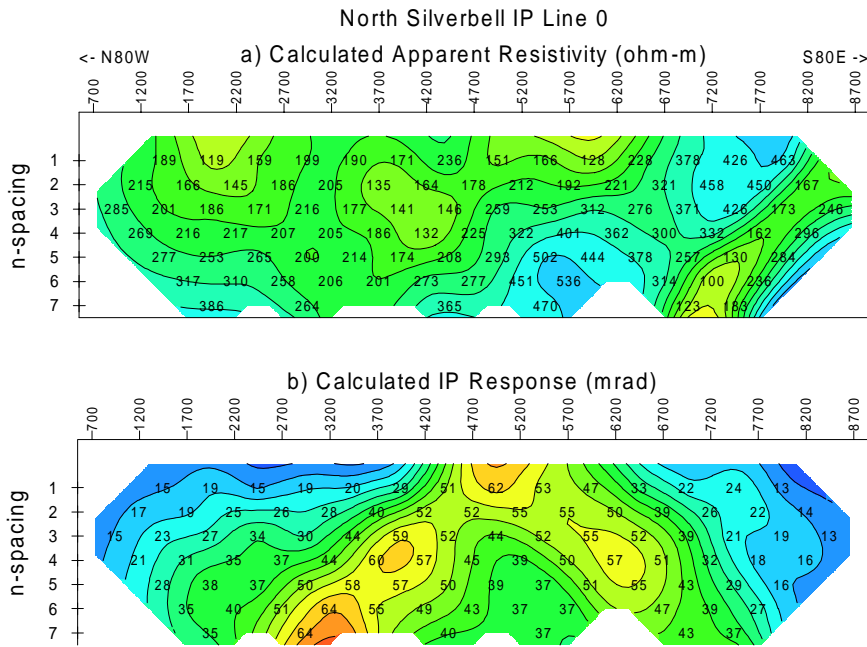 North Silverbell IP Line 0
<- N80W a) Calculated Apparent Resistivity (ohm-m) S80E ->
700 1200 1700 2200 2700 3200 3700 4200 4700 5200 5700 6200 6700 7200 7700 8200 8700
n-spacing
1 189 119 159 199 190 171 236 151 166 128 228 378 426 463
2 215 166 145 186 205 135 164 178 212 192 221 321 458 450 167
3 285 201 186 171 216 177 141 146 259 253 312 276 371 426 173 246
4 269 216 217 207 205 186 132 225 322 401 362 300 332 162 296
5 277 253 265 200 214 174 208 293 502 444 378 257 130 284
6 317 310 258 206 201 273 277 451 536 314 100 236
7 386 264 365 470 123 183
b) Calculated IP Response (mrad)
700 1200 1700 2200 2700 3200 3700 4200 4700 5200 5700 6200 6700 7200 7700 8200 8700
n-spacing
1 15 19 15 19 20 29 51 62 53 47 33 22 24 13
2 17 19 25 26 28 40 52 52 55 55 50 39 26 22 14
3 15 23 27 34 30 44 59 52 44 52 55 52 39 21 19 13
4 21 31 35 37 44 60 57 45 39 50 57 51 32 18 16
5 28 38 37 50 58 57 50 39 37 51 55 43 29 16
6 35 40 51 64 55 49 43 37 37 47 39 27
7 35 64 40 37 43 37